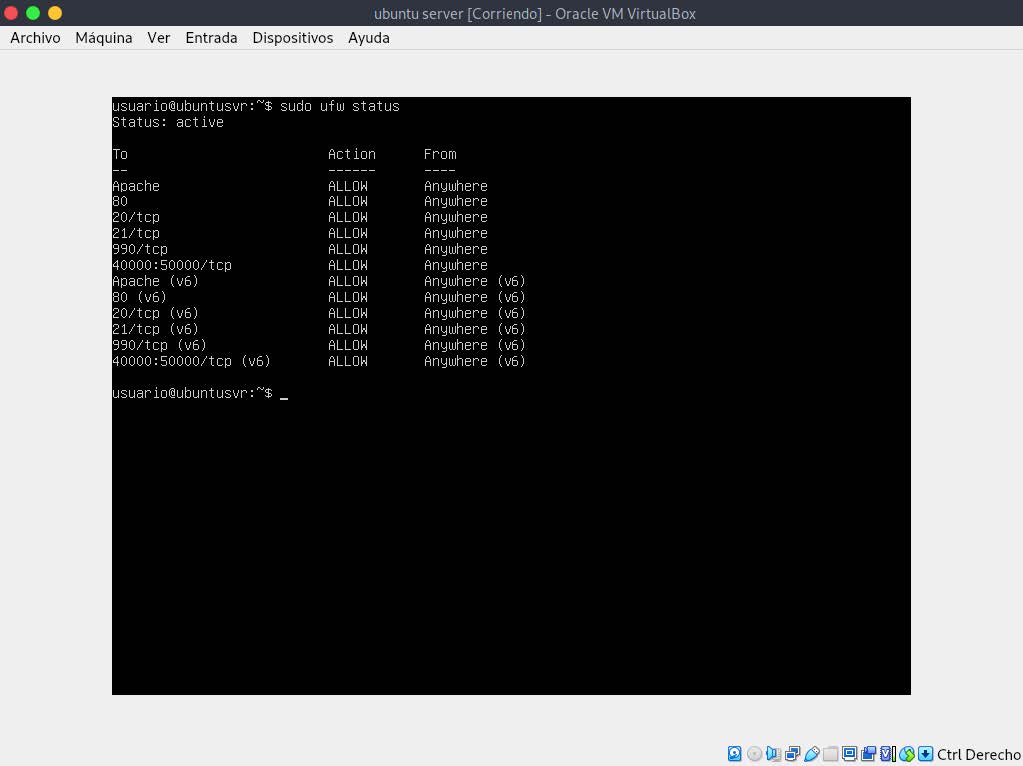 ubuntu server [Corriendo] - Oracle VM VirtualBox
Archivo Máquina Ver Entrada Dispositivos Ayuda
usuario@ubuntusvr:~$ sudo ufw status
Status: active
To Action From
-- ------ ----
Apache ALLOW Anywhere
80 ALLOW Anywhere
20/tcp ALLOW Anywhere
21/tcp ALLOW Anywhere
990/tcp ALLOW Anywhere
40000:50000/tcp ALLOW Anywhere
Apache (v6) ALLOW Anywhere (v6)
80 (v6) ALLOW Anywhere (v6)
20/tcp (v6) ALLOW Anywhere (v6)
21/tcp (v6) ALLOW Anywhere (v6)
990/tcp (v6) ALLOW Anywhere (v6)
40000:50000/tcp (v6) ALLOW Anywhere (v6)
usuario@ubuntusvr:~$ _
Ctrl Derecho